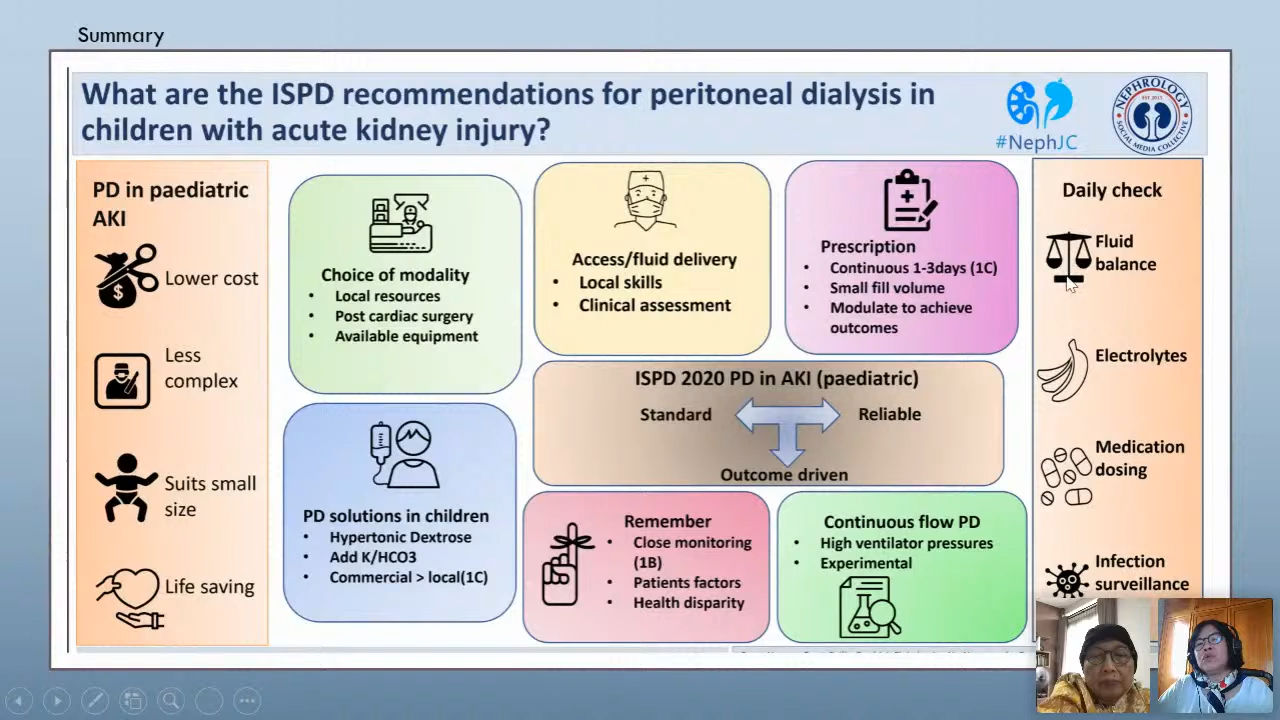 Summary
What are the ISPD recommendations for peritoneal dialysis in
children with acute kidney injury?
#NephJC
NEPHROLOGY
SOCIAL MEDIA COLLECTIVE
PD in paediatric
AKI
Lower cost
Less
complex
Suits small
size
Life saving
Choice of modality
• Local resources
• Post cardiac surgery
• Available equipment
PD solutions in children
• Hypertonic Dextrose
• Add K/HCO3
• Commercial > local(1C)
Access/fluid delivery
• Local skills
• Clinical assessment
Prescription
• Continuous 1-3days (1C)
• Small fill volume
• Modulate to achieve
outcomes
ISPD 2020 PD in AKI (paediatric)
Standard
Reliable
Outcome driven
Remember
• Close monitoring
(1B)
• Patients factors
• Health disparity
Continuous flow PD
• High ventilator pressures
• Experimental
Daily check
Fluid
balance
Electrolytes
Medication
dosing
Infection
surveillance